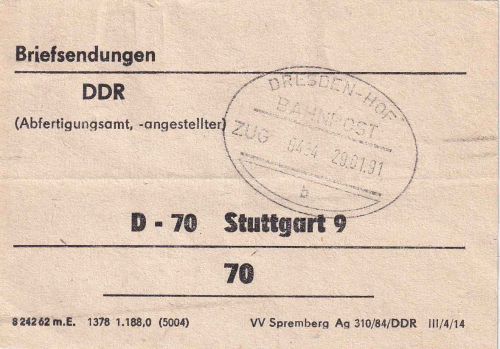 Briefsendungen
DDR
(Abfertigungsamt, -angestellter)
DRESDEN-HOF
BAHNPOST
ZUG 29.01.91
b
D - 70 Stuttgart 9
70
8 242 62 m.E. 1378 1.188,0 (5004) VV Spremberg Ag 310/84/DDR III/4/14